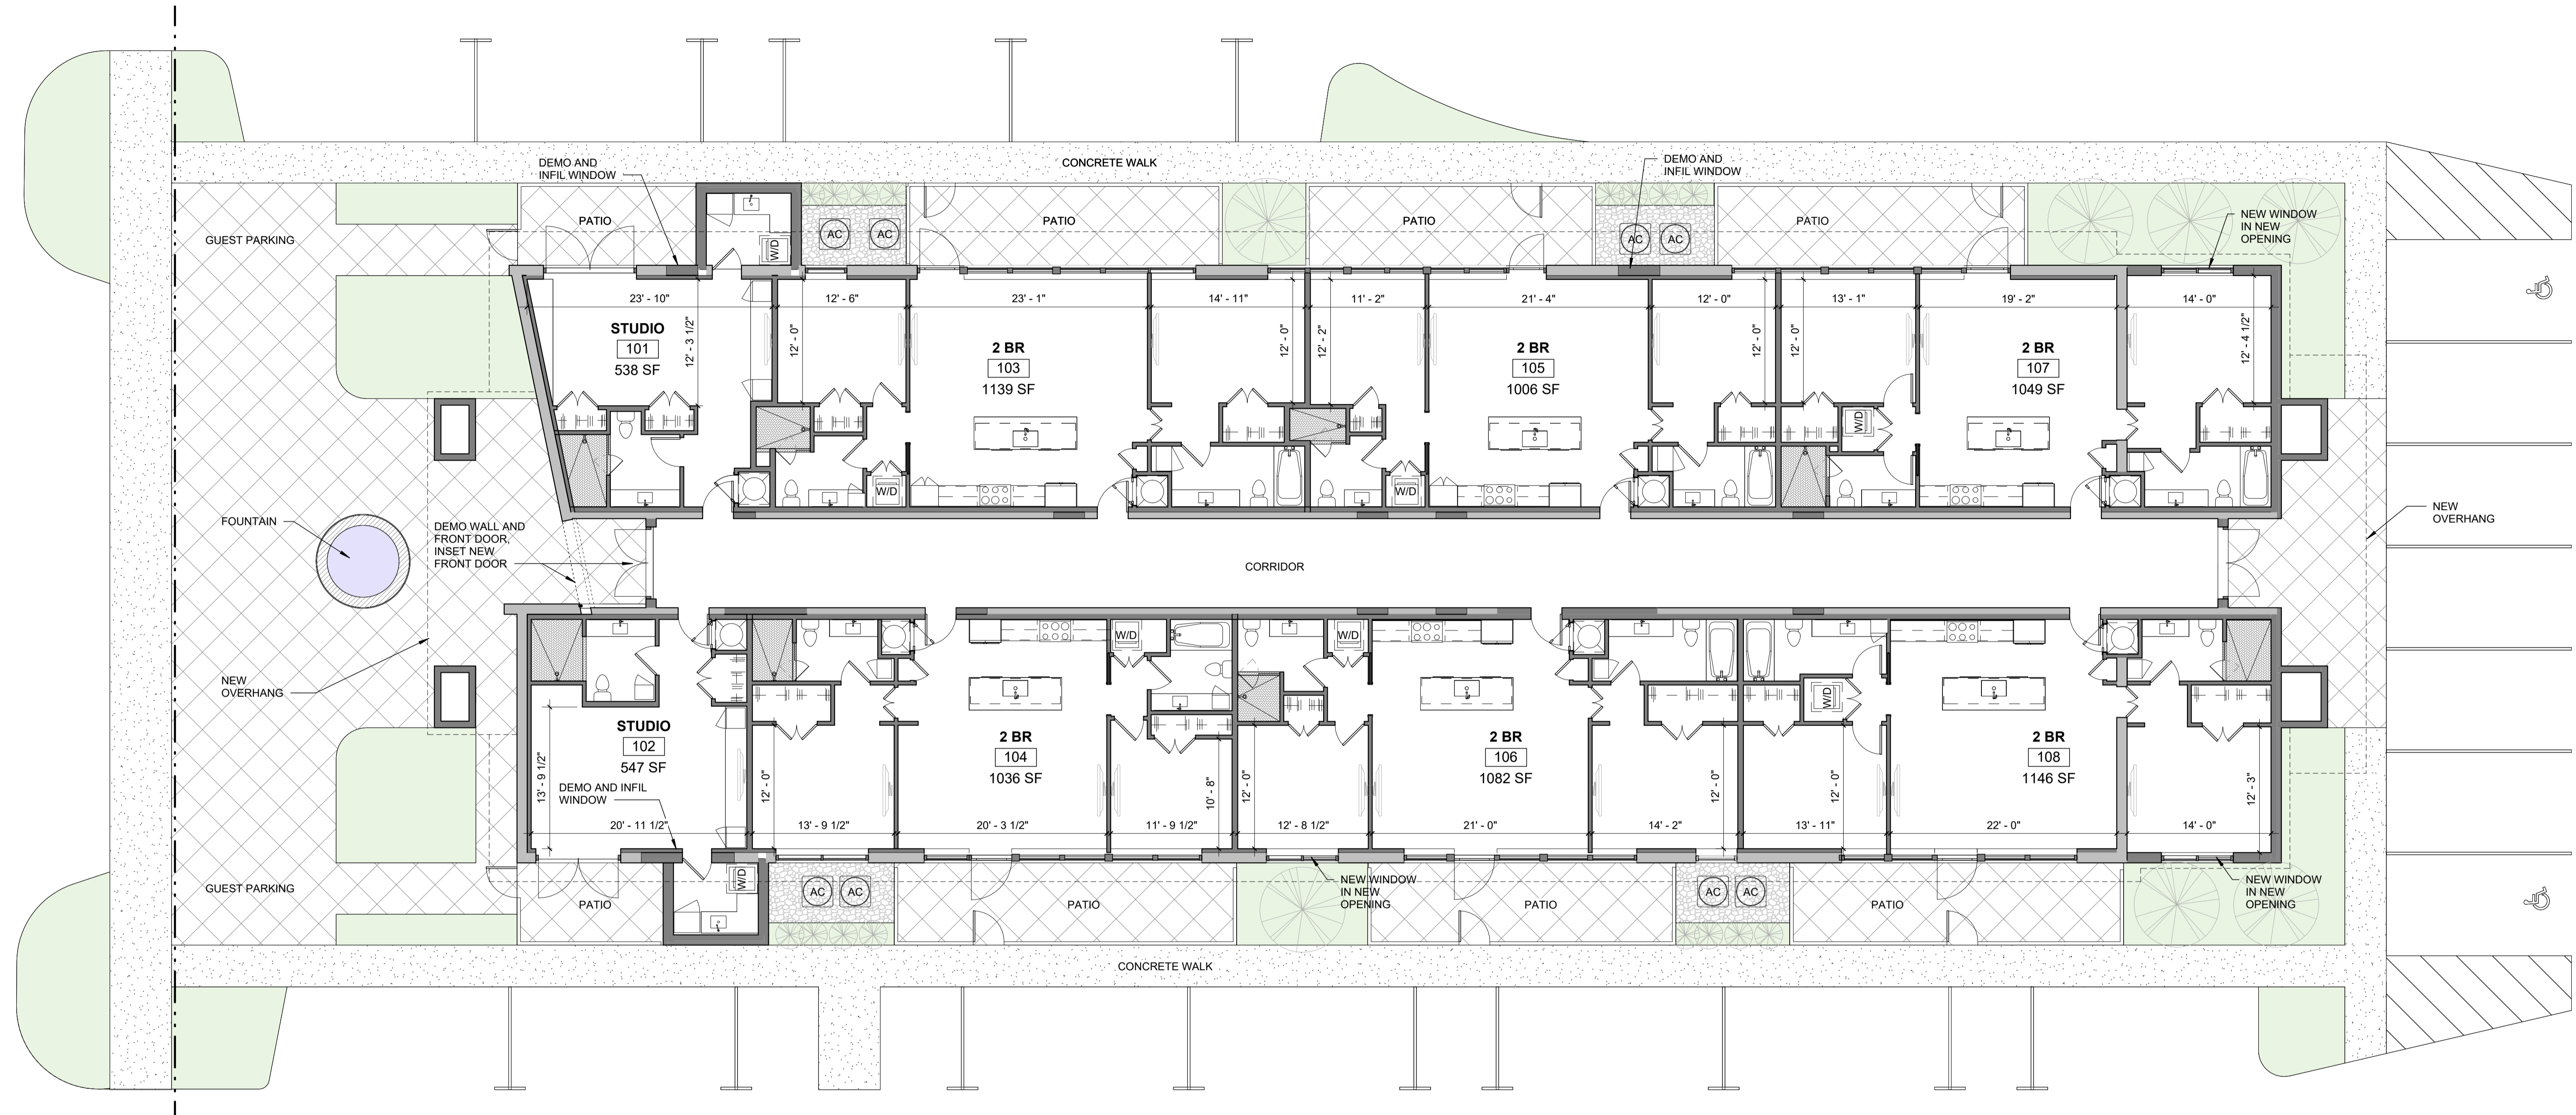 DEMO AND
INFIL WINDOW
CONCRETE WALK
DEMO AND
INFIL WINDOW
GUEST PARKING
PATIO
W/D
AC
AC
PATIO
PATIO
AC
AC
PATIO
NEW WINDOW
IN NEW
OPENING
23' - 10"
12' - 6"
23' - 1"
14' - 11"
11' - 2"
21' - 4"
12' - 0"
13' - 1"
19' - 2"
14' - 0"
STUDIO
101
538 SF
12' - 3 1/2"
12' - 0"
2 BR
103
1139 SF
12' - 0"
12' - 2"
2 BR
105
1006 SF
12' - 0"
12' - 0"
2 BR
107
1049 SF
12' - 4 1/2"
W/D
W/D
W/D
FOUNTAIN
DEMO WALL AND
FRONT DOOR,
INSET NEW
FRONT DOOR
CORRIDOR
NEW
OVERHANG
NEW
OVERHANG
W/D
W/D
W/D
STUDIO
102
547 SF
13' - 9 1/2"
DEMO AND INFIL
WINDOW
12' - 0"
2 BR
104
1036 SF
10' - 8"
12' - 0"
2 BR
106
1082 SF
12' - 0"
12' - 0"
2 BR
108
1146 SF
12' - 3"
20' - 11 1/2"
13' - 9 1/2"
20' - 3 1/2"
11' - 9 1/2"
12' - 8 1/2"
21' - 0"
14' - 2"
13' - 11"
22' - 0"
14' - 0"
GUEST PARKING
PATIO
W/D
AC
AC
PATIO
NEW WINDOW
IN NEW
OPENING
PATIO
AC
AC
PATIO
NEW WINDOW
IN NEW
OPENING
CONCRETE WALK